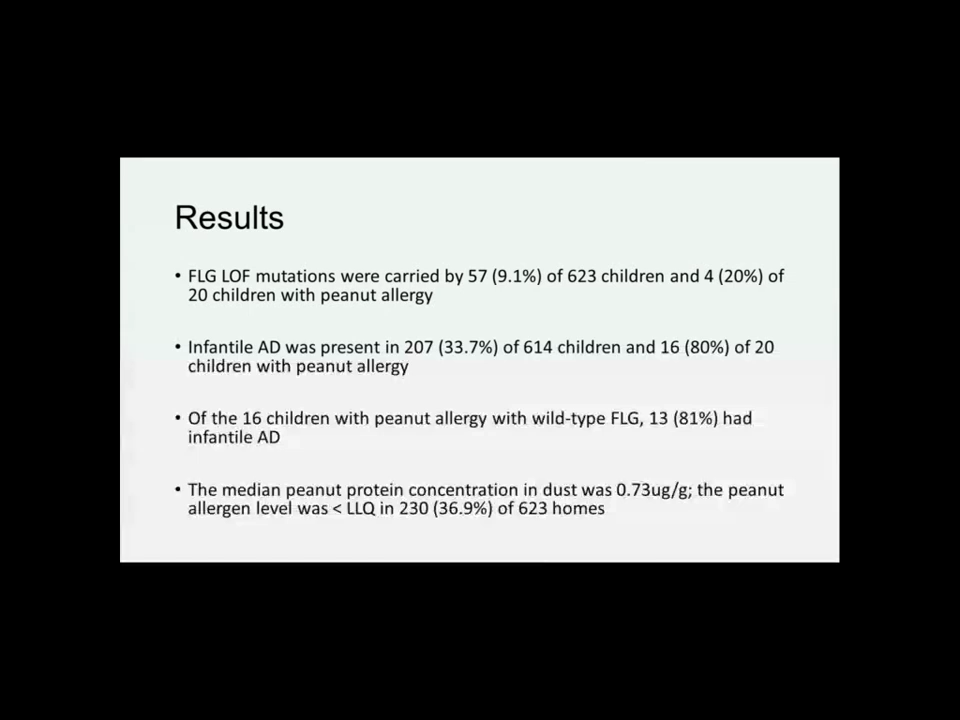 Results
• FLG LOF mutations were carried by 57 (9.1%) of 623 children and 4 (20%) of
20 children with peanut allergy
• Infantile AD was present in 207 (33.7%) of 614 children and 16 (80%) of 20
children with peanut allergy
• Of the 16 children with peanut allergy with wild-type FLG, 13 (81%) had
infantile AD
• The median peanut protein concentration in dust was 0.73ug/g; the peanut
allergen level was < LLQ in 230 (36.9%) of 623 homes